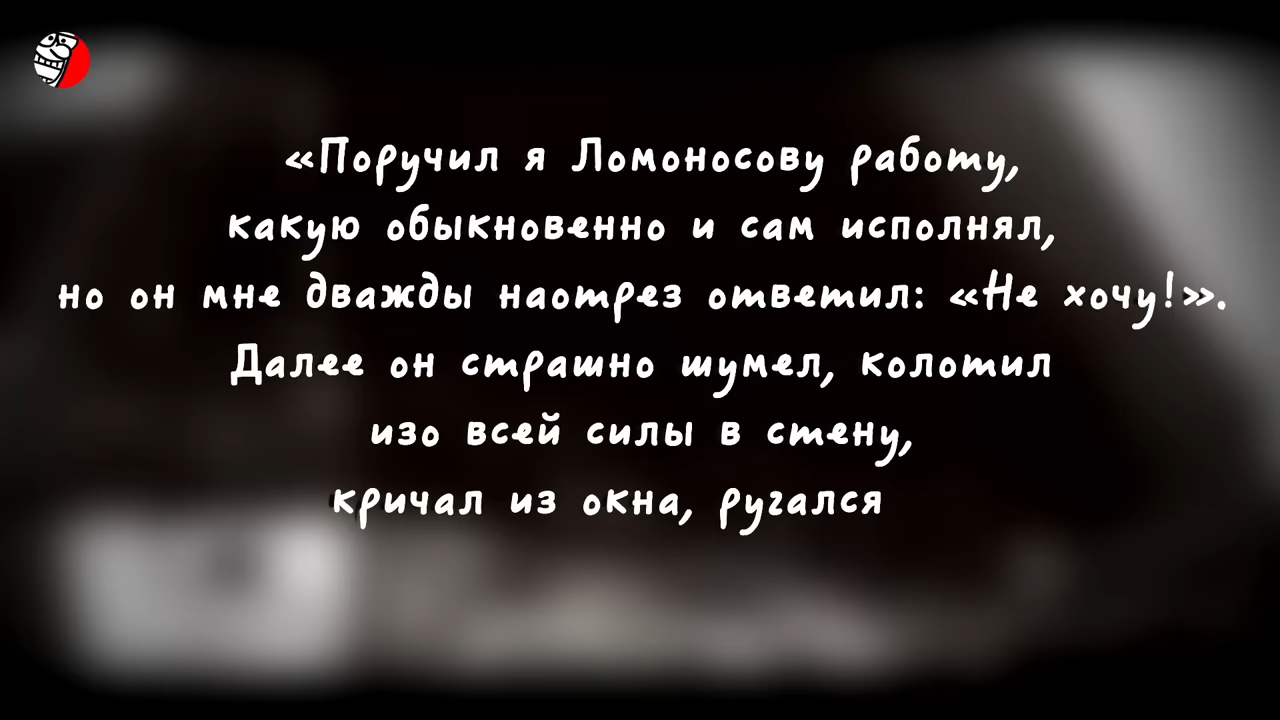 «Поручил я Ломоносову работу,
какую обыкновенно и сам исполнял,
но он мне дважды наотрез ответил: «Не хочу!».
Далее он страшно шумел, колотил
изо всей силы в стену,
кричал из окна, ругался